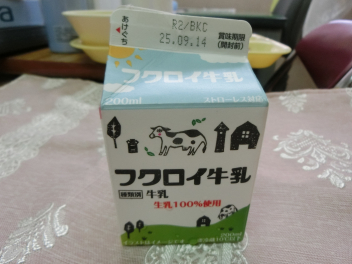 あけぐち
R2/BKC
25.09.14
賞味期限
(開封前)
フクロイ牛乳
200ml
フクロイ牛乳
種類別 牛乳
生乳100%使用